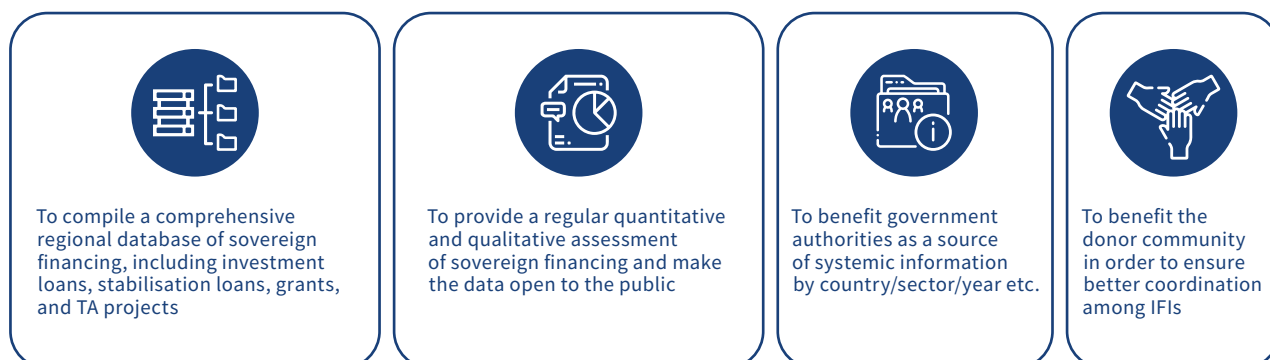 To compile a comprehensive
regional database of sovereign
financing, including investment
loans, stabilisation loans, grants,
and TA projects
To provide a regular quantitative
and qualitative assessment
of sovereign financing and make
the data open to the public
To benefit government
authorities as a source
of systemic information
by country/sector/year etc.
To benefit the
donor community
in order to ensure
better coordination
among IFIs